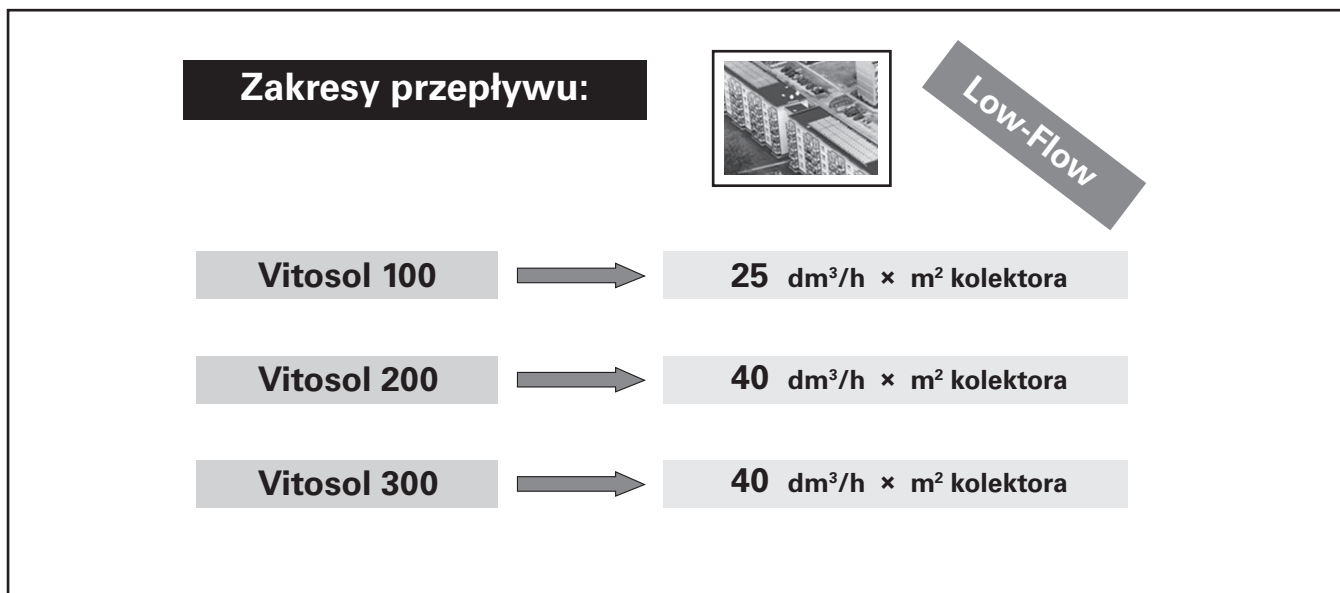 Zakresy przepływu:
Low-Flow
Vitosol 100
25 dm³/h × m² kolektora
Vitosol 200
40 dm³/h × m² kolektora
Vitosol 300
40 dm³/h × m² kolektora